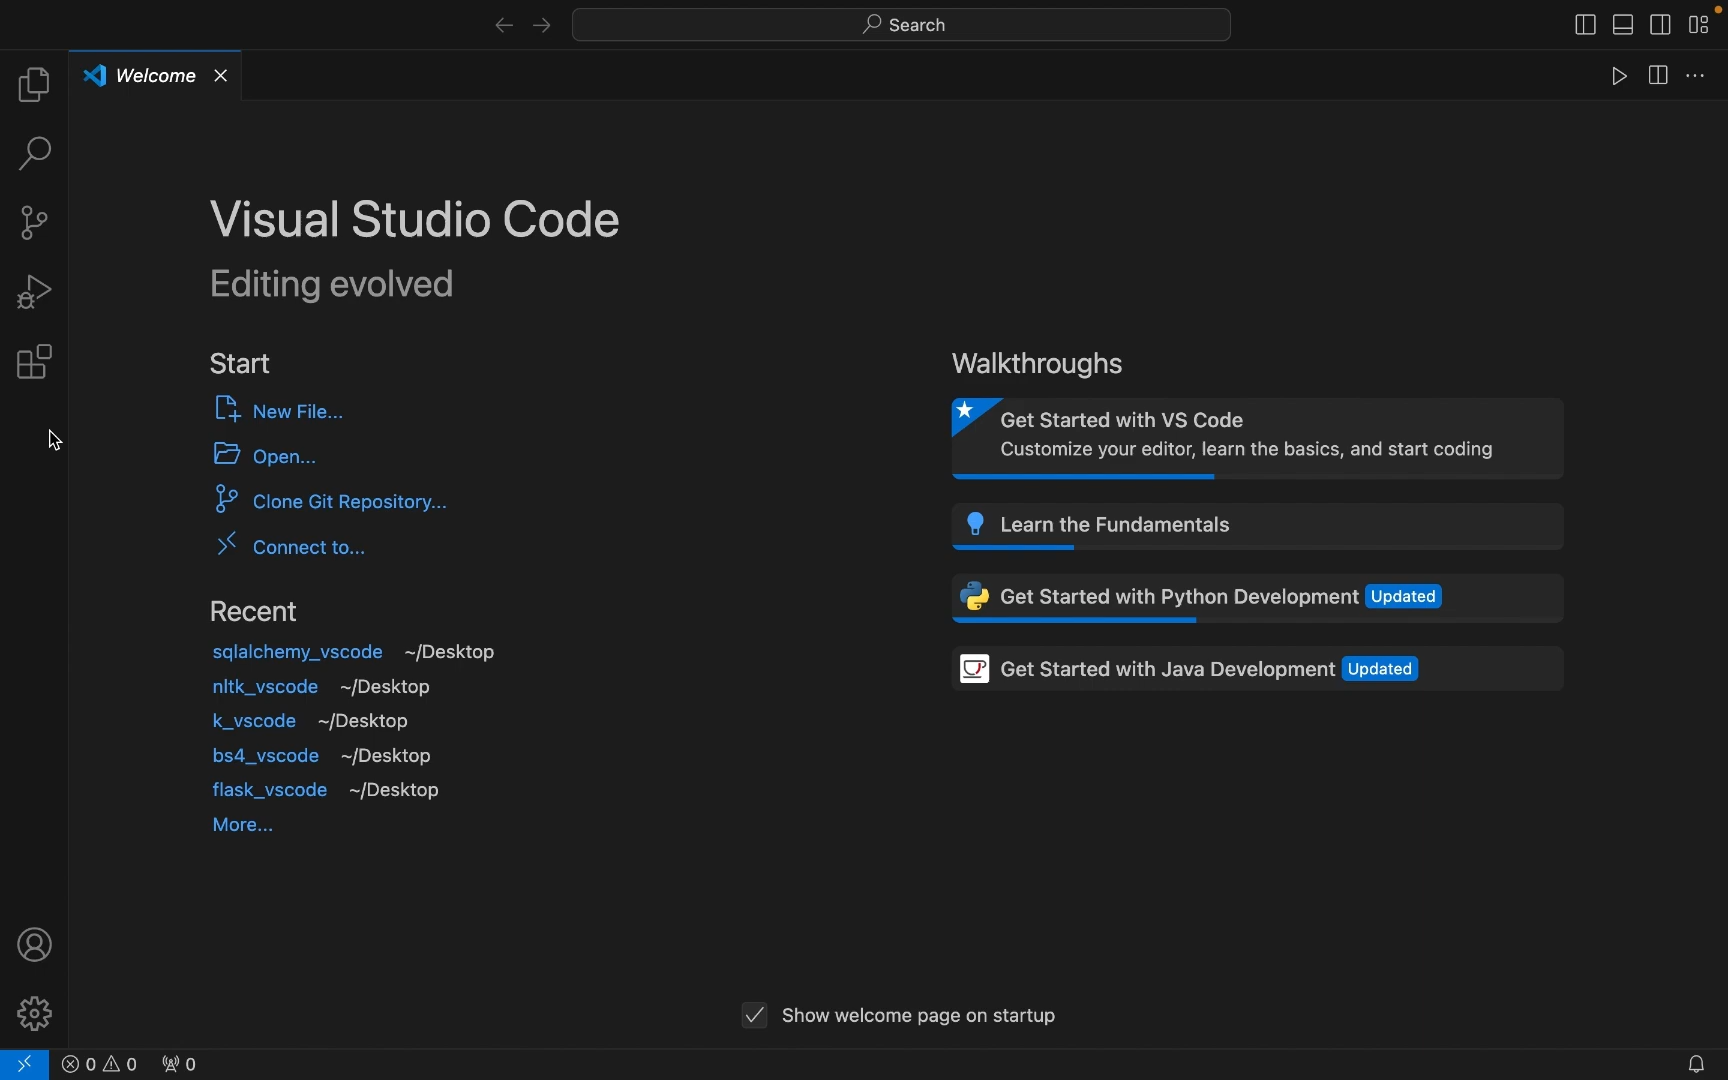 Search
Welcome
Visual Studio Code
Editing evolved
Start
New File...
Open...
Clone Git Repository...
Connect to...
Recent
sqlalchemy_vscode ~/Desktop
nltk_vscode ~/Desktop
k_vscode ~/Desktop
bs4_vscode ~/Desktop
flask_vscode ~/Desktop
More...
Walkthroughs
Get Started with VS Code
Customize your editor, learn the basics, and start coding
Learn the Fundamentals
Get Started with Python Development Updated
Get Started with Java Development Updated
Show welcome page on startup
0 0 0